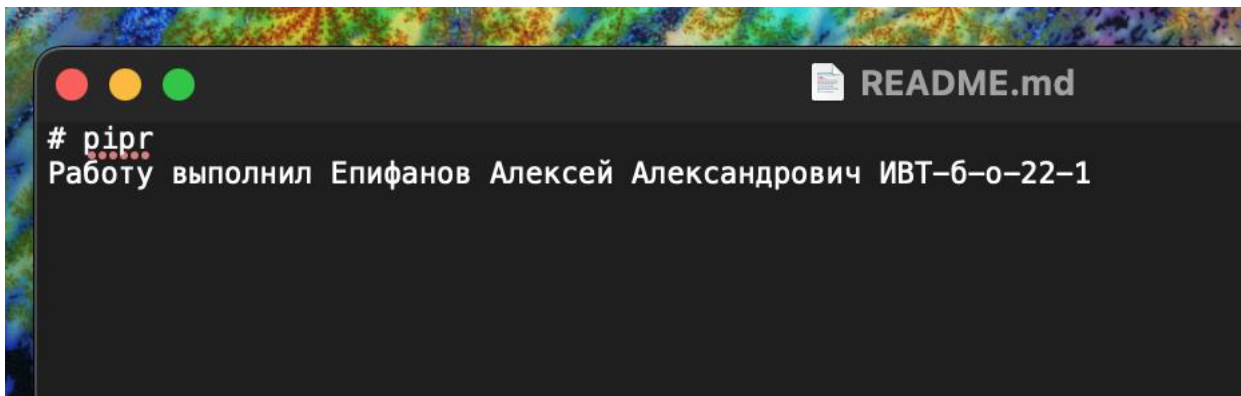 README.md
# pipr
Работу выполнил Епифанов Алексей Александрович ИВТ-б-о-22-1